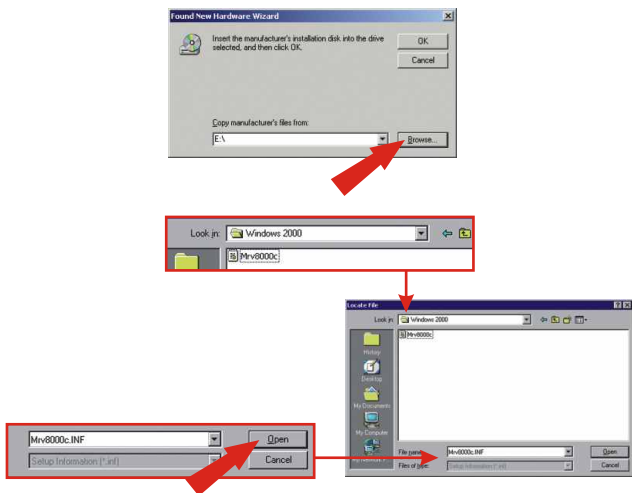 Found New Hardware Wizard
Insert the manufacturer's installation disk into the drive
selected, and then click OK.
OK
Cancel
Copy manufacturer's files from:
E:\
Browse...
Look in: Windows 2000
Mrv8000c
Locate File
Look in: Windows 2000
Mrv8000c
History
Desktop
My Documents
My Computer
File name: Mrv8000c.INF Open
Files of type: Setup Information (*.inf) Cancel
Mrv8000c.INF Open
Setup Information (*.inf) Cancel